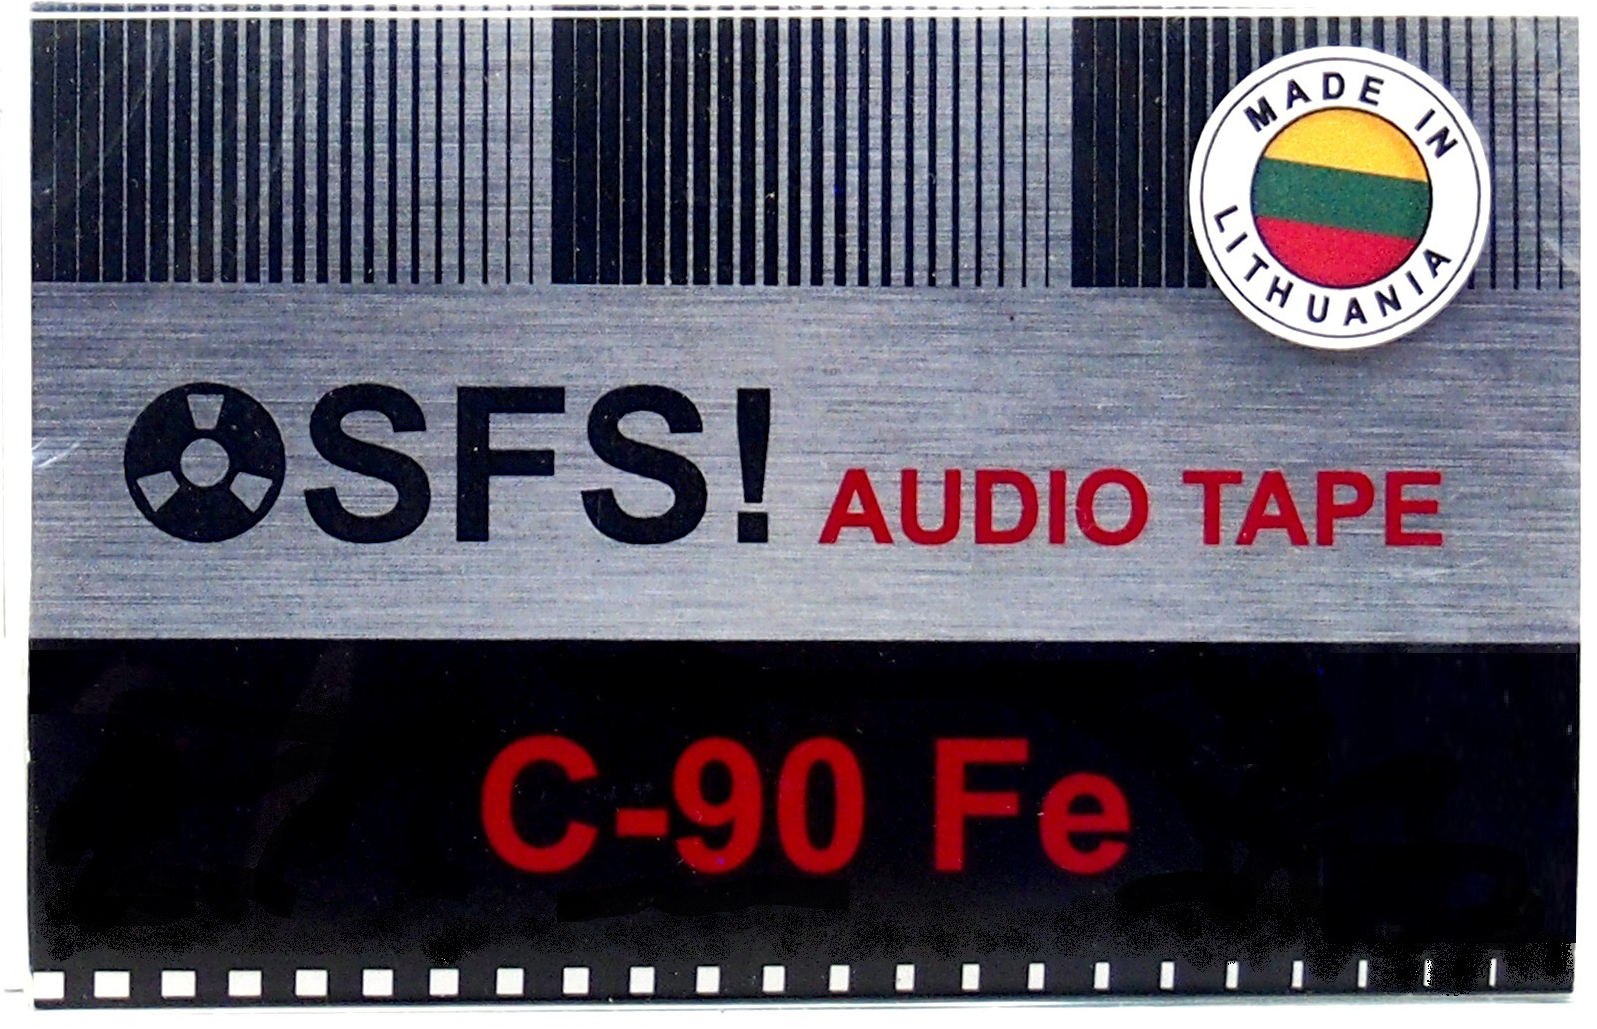 MADE IN
LITHUANIA
SFS! AUDIO TAPE
C-90 Fe